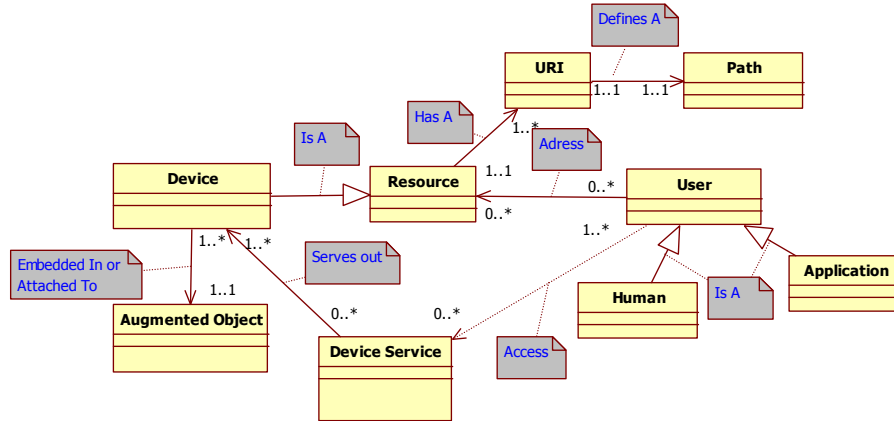 Defines A
URI
Path
1..1
1..1
Has A
1..*
Is A
Adress
Device
Resource
1..1
0..*
User
0..*
1..*
1..*
1..*
Embedded In or
Attached To
Serves out
Application
Is A
Human
1..1
Augmented Object
0..*
0..*
Device Service
Access